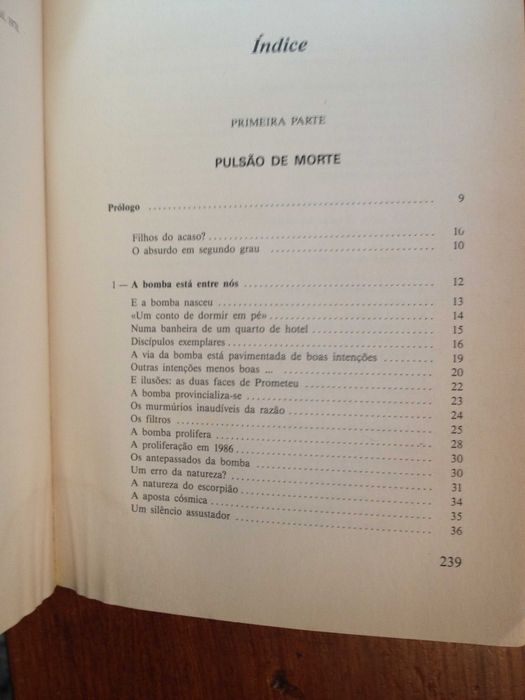 Índice
PRIMEIRA PARTE
PULSÃO DE MORTE
Prólogo ........ 9
Filhos do acaso? ........ 10
O absurdo em segundo grau ........ 10
1 — A bomba está entre nós ........ 12
E a bomba nasceu ........ 13
«Um conto de dormir em pé» ........ 14
Numa banheira de um quarto de hotel ........ 15
Discípulos exemplares ........ 16
A via da bomba está pavimentada de boas intenções ........ 19
Outras intenções menos boas ... ........ 20
E ilusões: as duas faces de Prometeu ........ 22
A bomba provincializa-se ........ 23
Os murmúrios inaudíveis da razão ........ 24
Os filtros ........ 25
A bomba prolifera ........ 28
A proliferação em 1986 ........ 30
Os antepassados da bomba ........ 30
Um erro da natureza? ........ 31
A natureza do escorpião ........ 34
A aposta cósmica ........ 35
Um silêncio assustador ........ 36
239